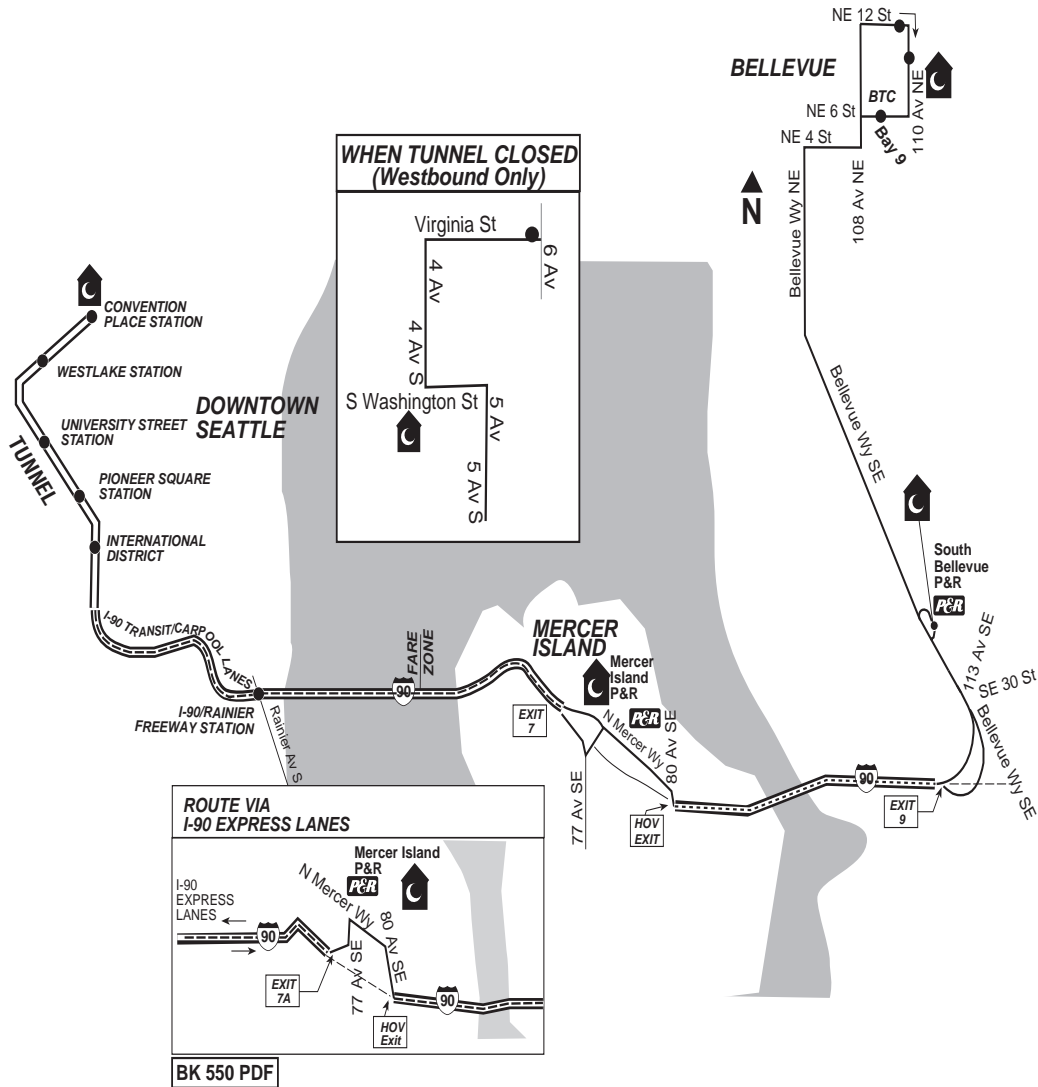 NE 12 St
BELLEVUE
BTC
110 Av NE
NE 6 St
Bay 9
NE 4 St
108 Av NE
N
Bellevue Wy NE
WHEN TUNNEL CLOSED
(Westbound Only)
Virginia St
6 Av
4 Av
4 Av S
S Washington St
5 Av
5 Av S
CONVENTION
PLACE STATION
WESTLAKE STATION
DOWNTOWN
SEATTLE
UNIVERSITY STREET
STATION
TUNNEL
PIONEER SQUARE
STATION
INTERNATIONAL
DISTRICT
Bellevue Wy SE
South
Bellevue
P&R
P&R
113 Av SE
SE 30 St
Bellevue Wy SE
I-90 TRANSIT/CARPOOL LANES
FARE
ZONE
90
I-90/RAINIER
FREEWAY STATION
Rainier Av S
MERCER
ISLAND
Mercer
Island
P&R
P&R
EXIT
7
N Mercer Wy
80 Av SE
77 Av SE
HOV
EXIT
90
EXIT
9
ROUTE VIA
I-90 EXPRESS LANES
Mercer Island
P&R
P&R
N Mercer Wy
80 Av SE
I-90
EXPRESS
LANES
90
77 Av SE
EXIT
7A
HOV
Exit
90
BK 550 PDF